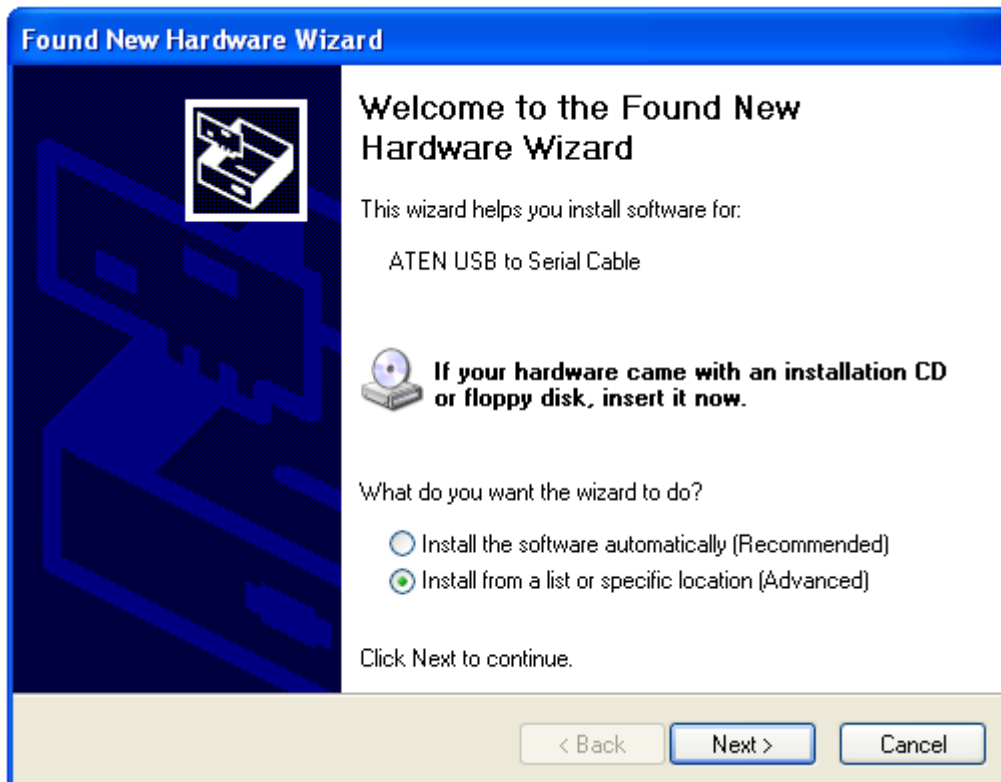 Found New Hardware Wizard
Welcome to the Found New
Hardware Wizard
This wizard helps you install software for:
ATEN USB to Serial Cable
If your hardware came with an installation CD
or floppy disk, insert it now.
What do you want the wizard to do?
Install the software automatically (Recommended)
Install from a list or specific location (Advanced)
Click Next to continue.
< Back Next > Cancel